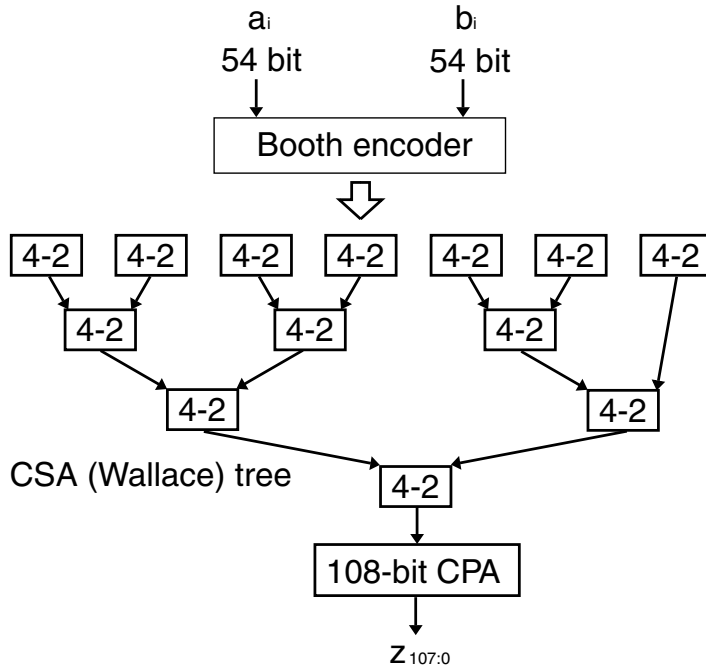 aᵢ bᵢ
54 bit 54 bit
Booth encoder
4-2 4-2 4-2 4-2 4-2 4-2 4-2
4-2 4-2 4-2
4-2 4-2
CSA (Wallace) tree
4-2
108-bit CPA
z107:0